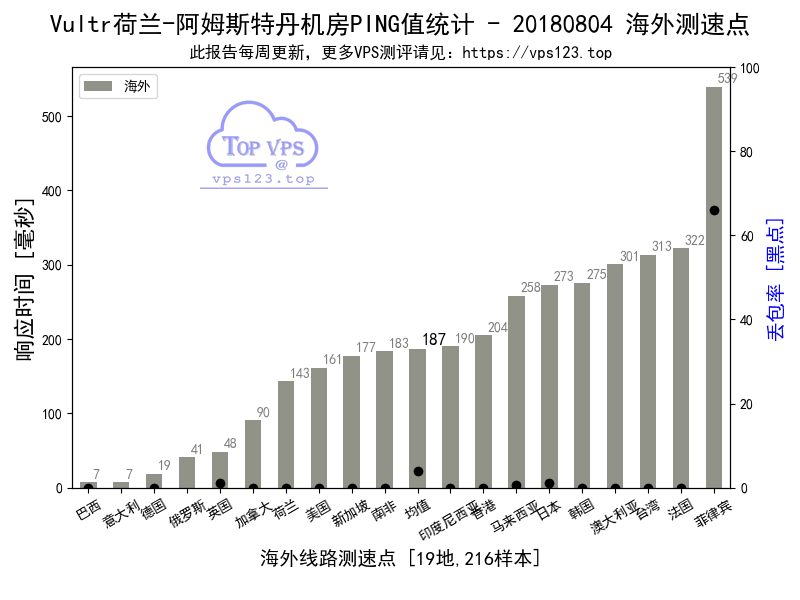 Vultr荷兰-阿姆斯特丹机房PING值统计 - 20180804 海外测速点
此报告每周更新，更多VPS测评请见：https://vps123.top
海外
TOP VPS
@
vps123.top
响应时间 [毫秒]
500
400
300
200
100
0
7
7
19
41
48
90
143
161
177
183
187
190
204
258
273
275
301
313
322
539
100
80
60
40
20
0
丢包率 [黑点]
巴西
意大利
德国
俄罗斯
英国
加拿大
荷兰
美国
新加坡
南非
均值
印度尼西亚
香港
马来西亚
日本
韩国
澳大利亚
台湾
法国
菲律宾
海外线路测速点 [19地,216样本]